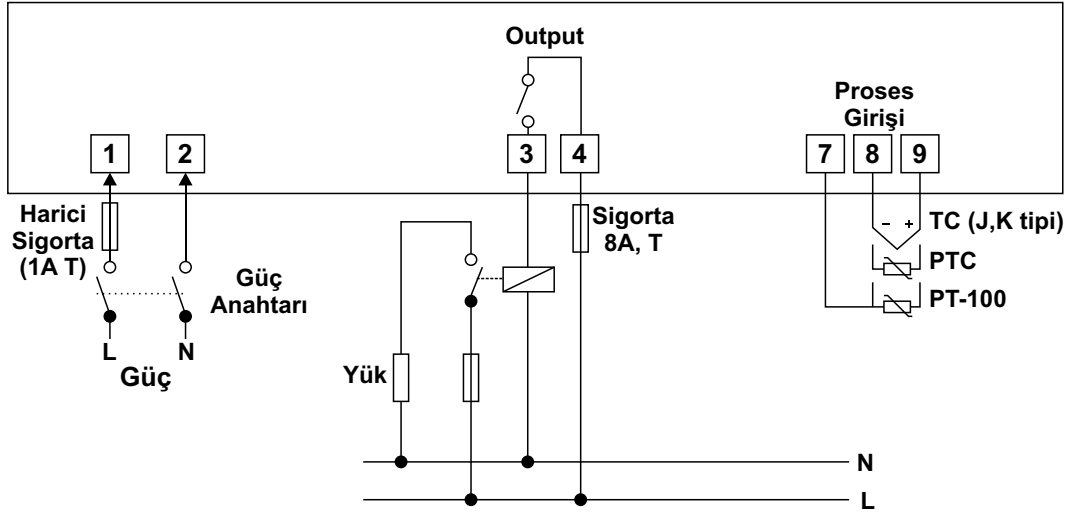 Output
Proses
Girişi
1
2
3
4
7
8
9
Harici
Sigorta
(1A T)
Güç
Anahtarı
L
N
Güç
Sigorta
8A, T
Yük
- +
TC (J,K tipi)
PTC
PT-100
N
L